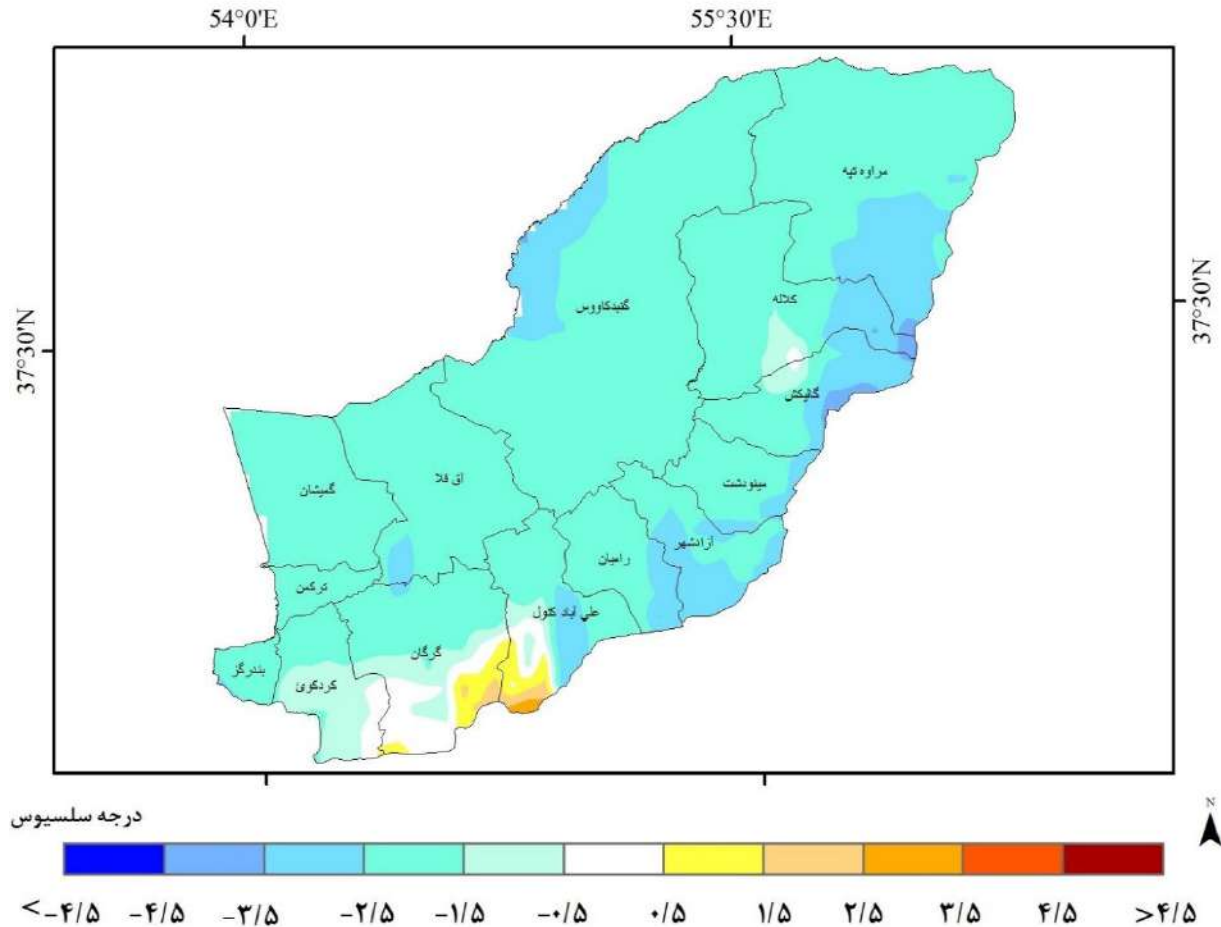 54°0'E
55°30'E
37°30'N
37°30'N
مراوه تپه
کلاله
گنبدکاووس
گالیکش
مینودشت
آق قلا
گمیشان
آزادشهر
رامیان
ترکمن
علی آباد کتول
گرگان
بندرگز
کردکوی
درجه سلسیوس
N
<-۴/۵ -۴/۵ -۳/۵ -۲/۵ -۱/۵ -۰/۵ ۰/۵ ۱/۵ ۲/۵ ۳/۵ ۴/۵ >۴/۵